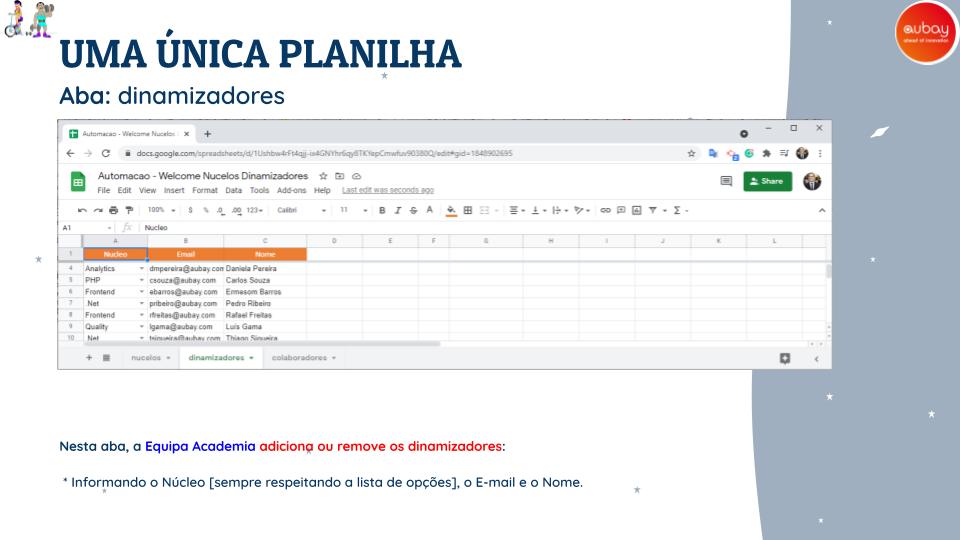 UMA ÚNICA PLANILHA
aubay
ahead of innovation
Aba: dinamizadores
Automacao - Welcome Nucelos
docs.google.com/spreadsheets/d/1Ushbw4rFt4qjj-ix4GNYhr6qy8TKYepCmwfuv90380Q/edit#gid=1848902695
Automacao - Welcome Nucelos Dinamizadores
File Edit View Insert Format Data Tools Add-ons Help Last edit was seconds ago
Share
100% $ % .0 .00 123 Calibri 11 B I S A
A1 fx Nucleo
A B C D E F G H I J K L
1 Nucleo Email Nome
4 Analytics dmpereira@aubay.com Daniela Pereira
5 PHP csouza@aubay.com Carlos Souza
6 Frontend ebarros@aubay.com Ermesom Barros
7 .Net pribeiro@aubay.com Pedro Ribeiro
8 Frontend rfreitas@aubay.com Rafael Freitas
9 Quality lgama@aubay.com Luís Gama
10 .Net tsiqueira@aubay.com Thiago Siqueira
nucelos dinamizadores colaboradores
Nesta aba, a Equipa Academia adiciona ou remove os dinamizadores:
* Informando o Núcleo [sempre respeitando a lista de opções], o E-mail e o Nome.